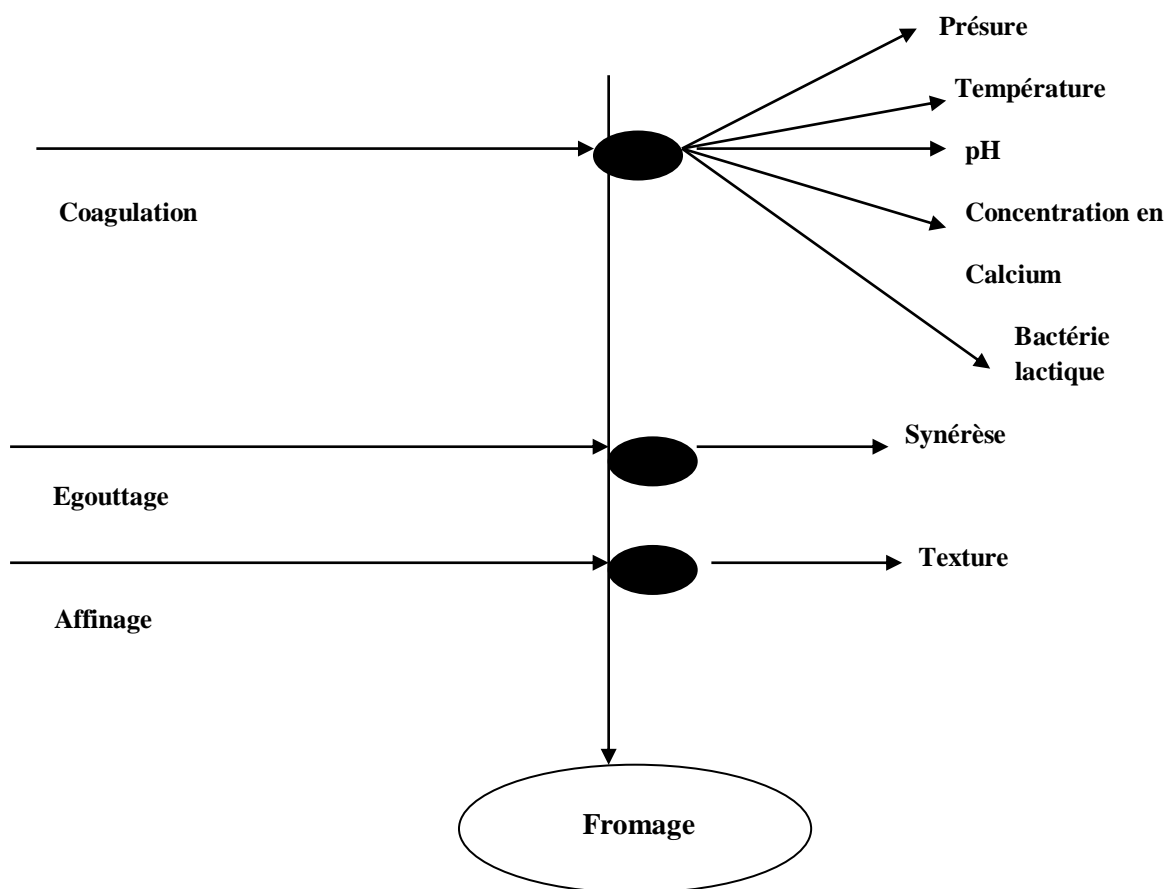 Présure
Température
pH
Coagulation
Concentration en
Calcium
Bactérie
lactique
Synérèse
Egouttage
Texture
Affinage
Fromage